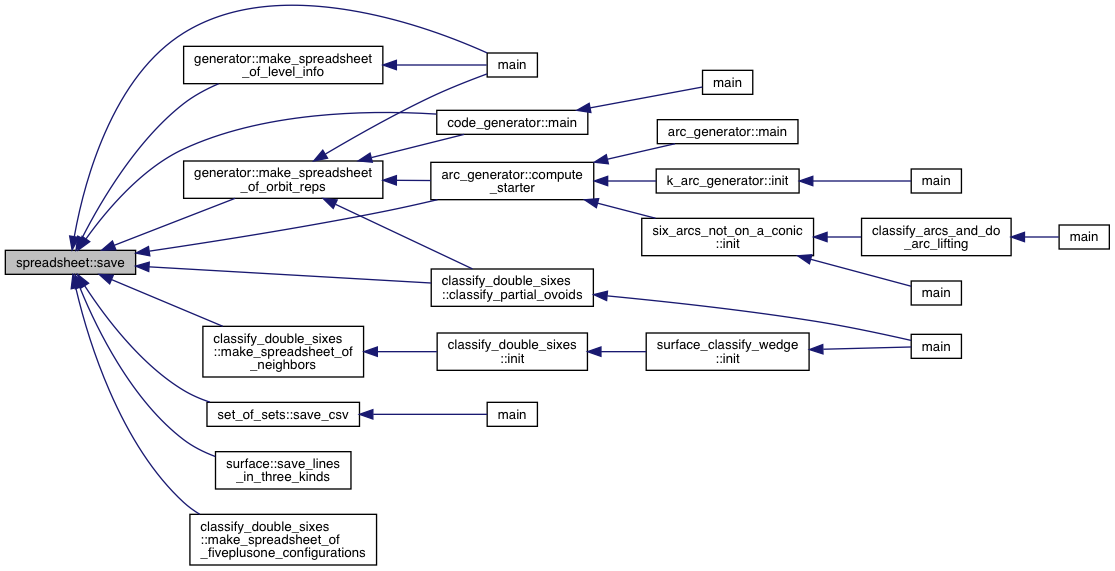 generator::make_spreadsheet
_of_level_info
main
main
code_generator::main
arc_generator::main
generator::make_spreadsheet
_of_orbit_reps
arc_generator::compute
_starter
k_arc_generator::init
main
six_arcs_not_on_a_conic
::init
classify_arcs_and_do
_arc_lifting
main
spreadsheet::save
classify_double_sixes
::classify_partial_ovoids
main
classify_double_sixes
::make_spreadsheet_of
_neighbors
classify_double_sixes
::init
surface_classify_wedge
::init
main
set_of_sets::save_csv
main
surface::save_lines
_in_three_kinds
classify_double_sixes
::make_spreadsheet_of
_fiveplusone_configurations